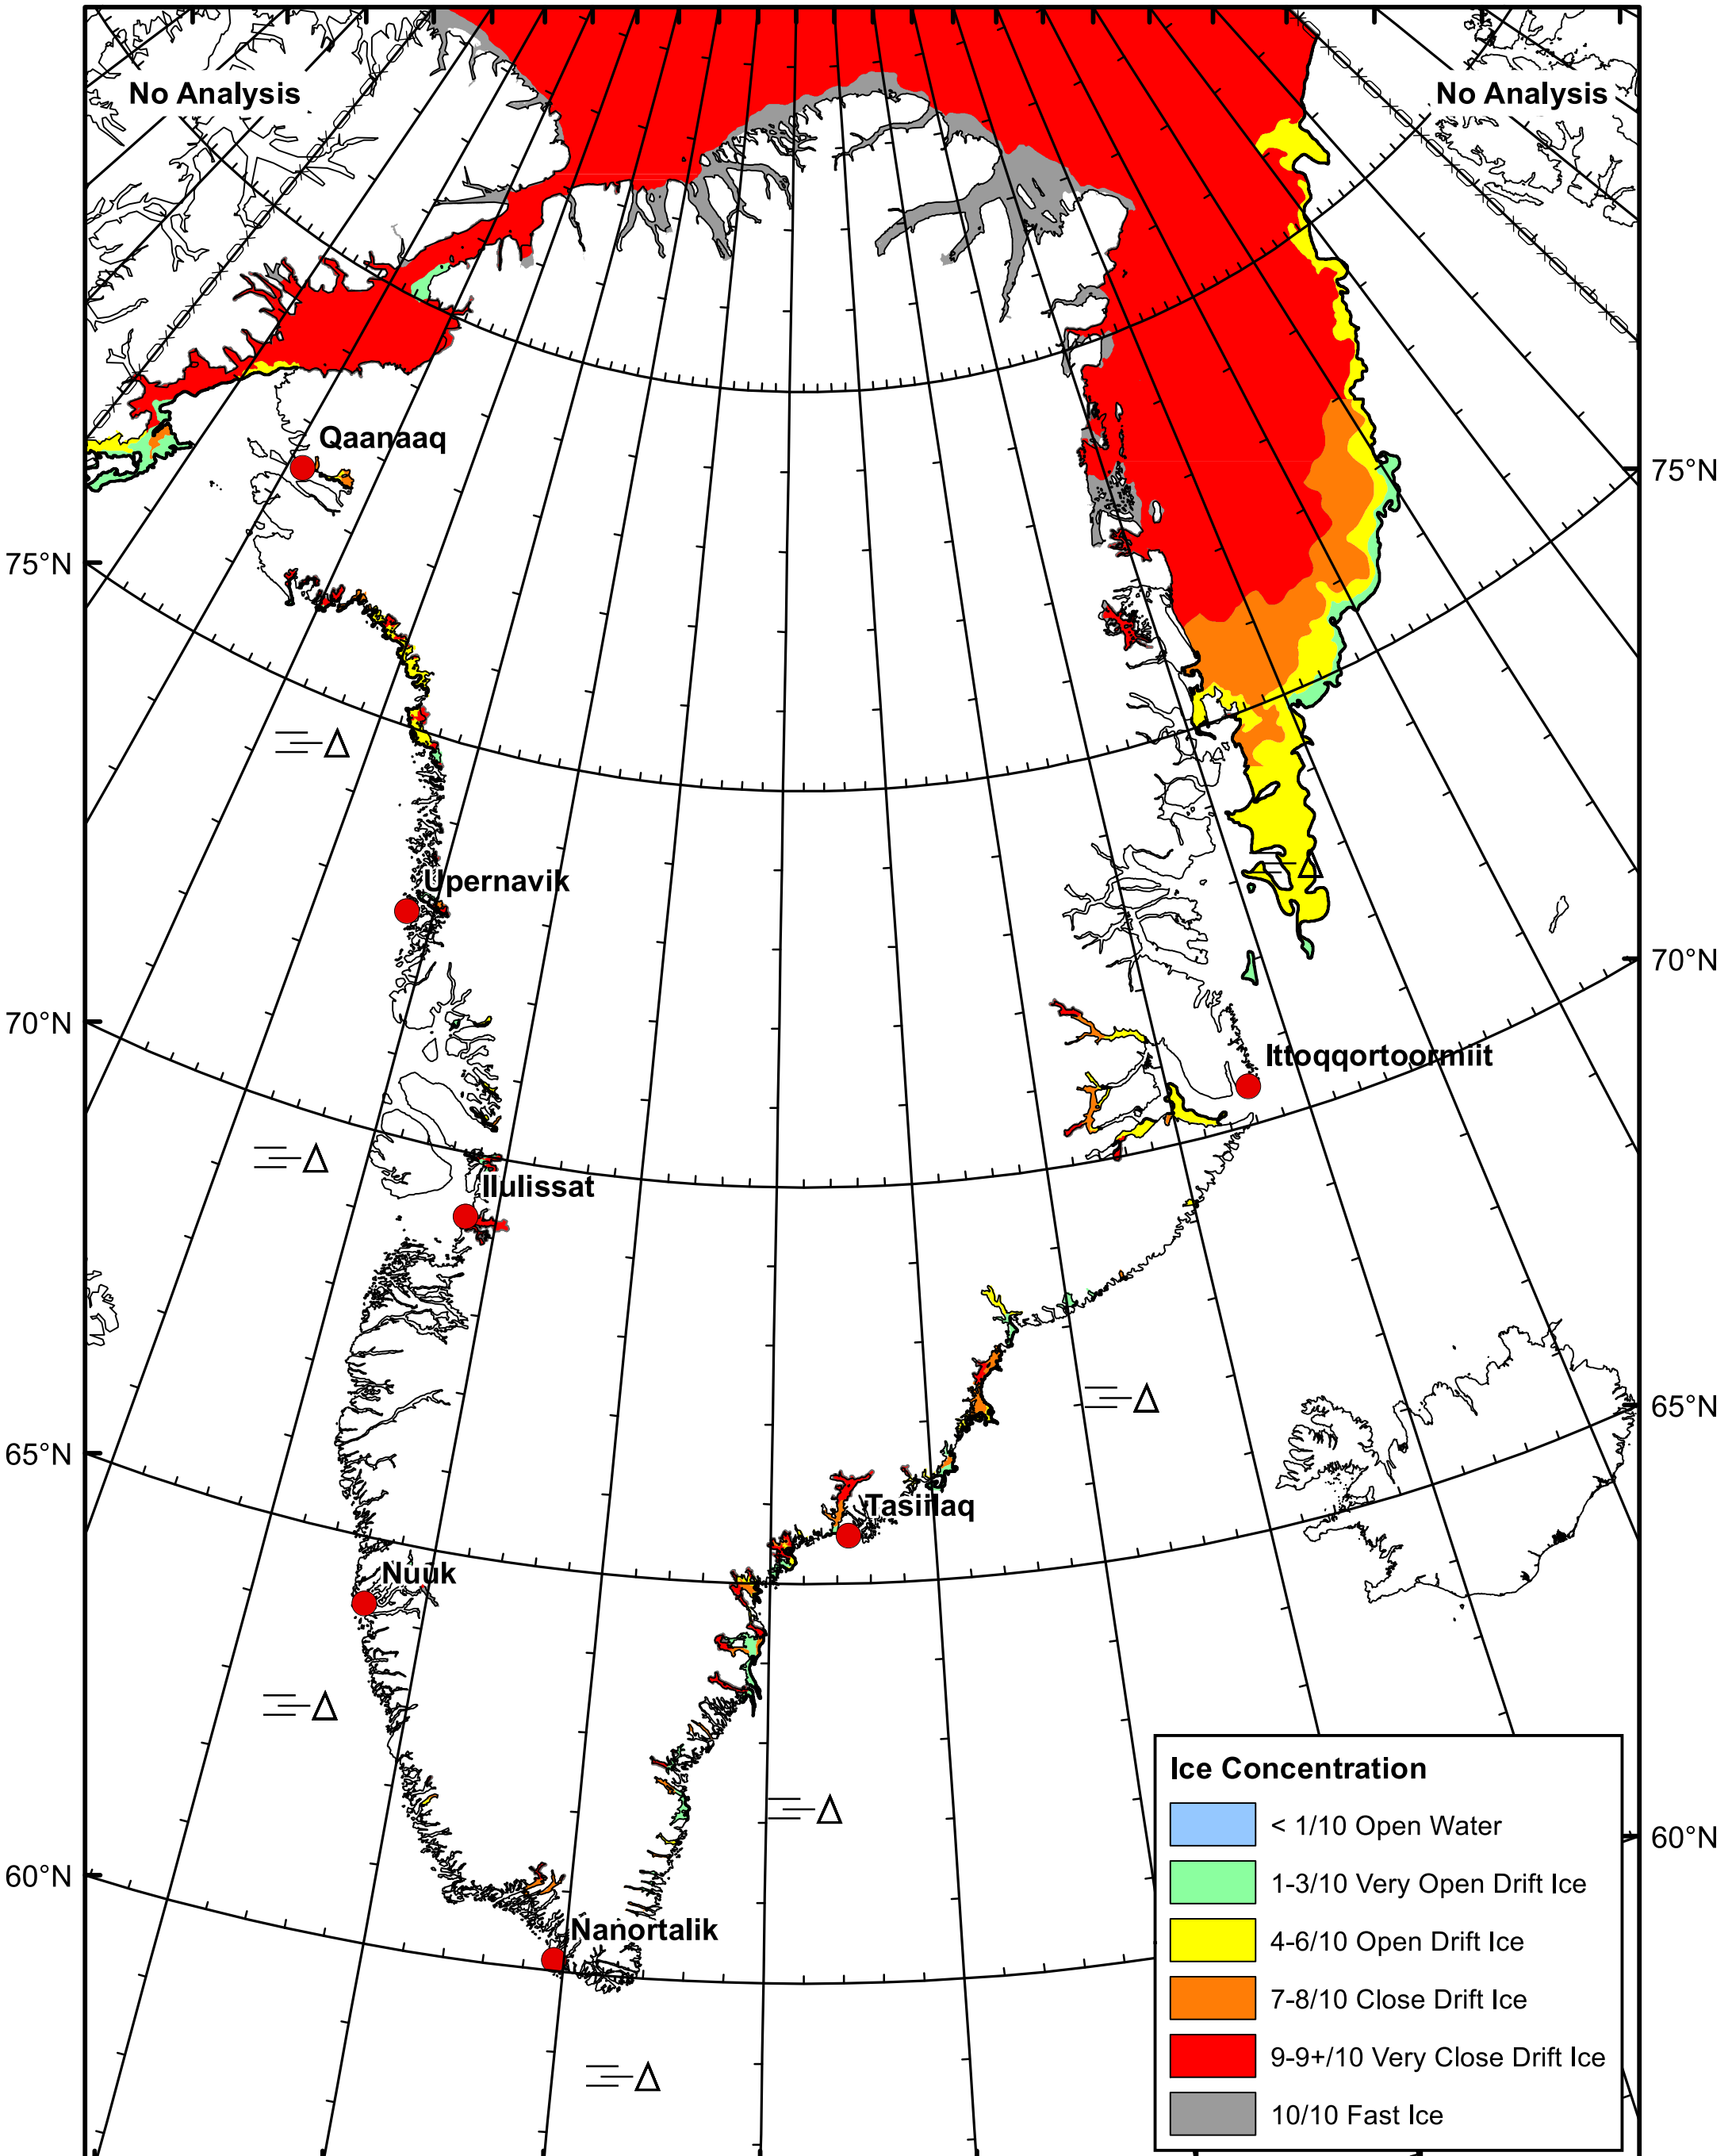 No Analysis
No Analysis
Qaanaaq
75°N
75°N
Upernavik
70°N
70°N
Ittoqqortoormiit
Ilulissat
65°N
65°N
Tasiilaq
Nuuk
Ice Concentration
< 1/10 Open Water
60°N
60°N
1-3/10 Very Open Drift Ice
Nanortalik
4-6/10 Open Drift Ice
7-8/10 Close Drift Ice
9-9+/10 Very Close Drift Ice
10/10 Fast Ice